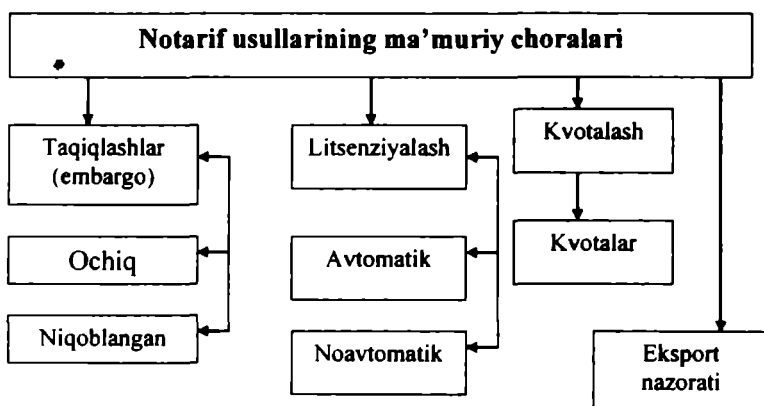 Notarif usullarining ma'muriy choralari
Taqiqlashlar
(embargo)
Ochiq
Niqoblangan
Litsenziyalash
Avtomatik
Noavtomatik
Kvotalash
Kvotalar
Eksport
nazorati